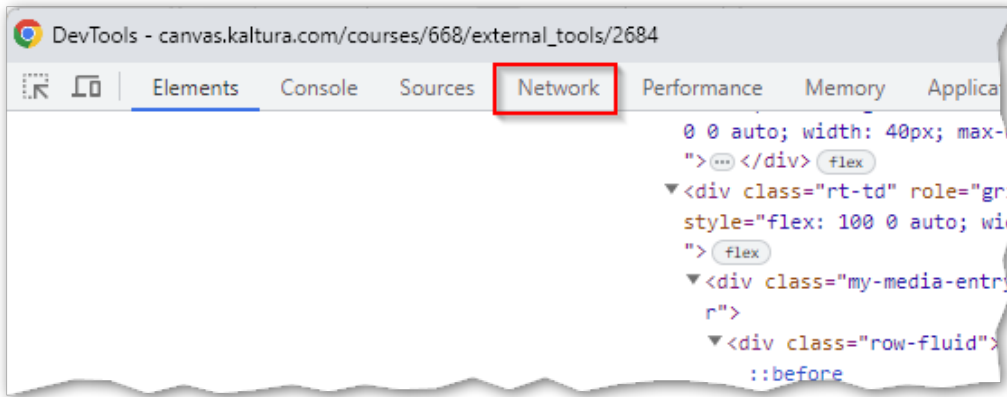 DevTools - canvas.kaltura.com/courses/668/external_tools/2684
Elements Console Sources Network Performance Memory Applica
0 0 auto; width: 40px; max-
"> ⋯ </div> flex
▼<div class="rt-td" role="gri
style="flex: 100 0 auto; wi
"> flex
▼<div class="my-media-entry
r">
▼<div class="row-fluid">
::before